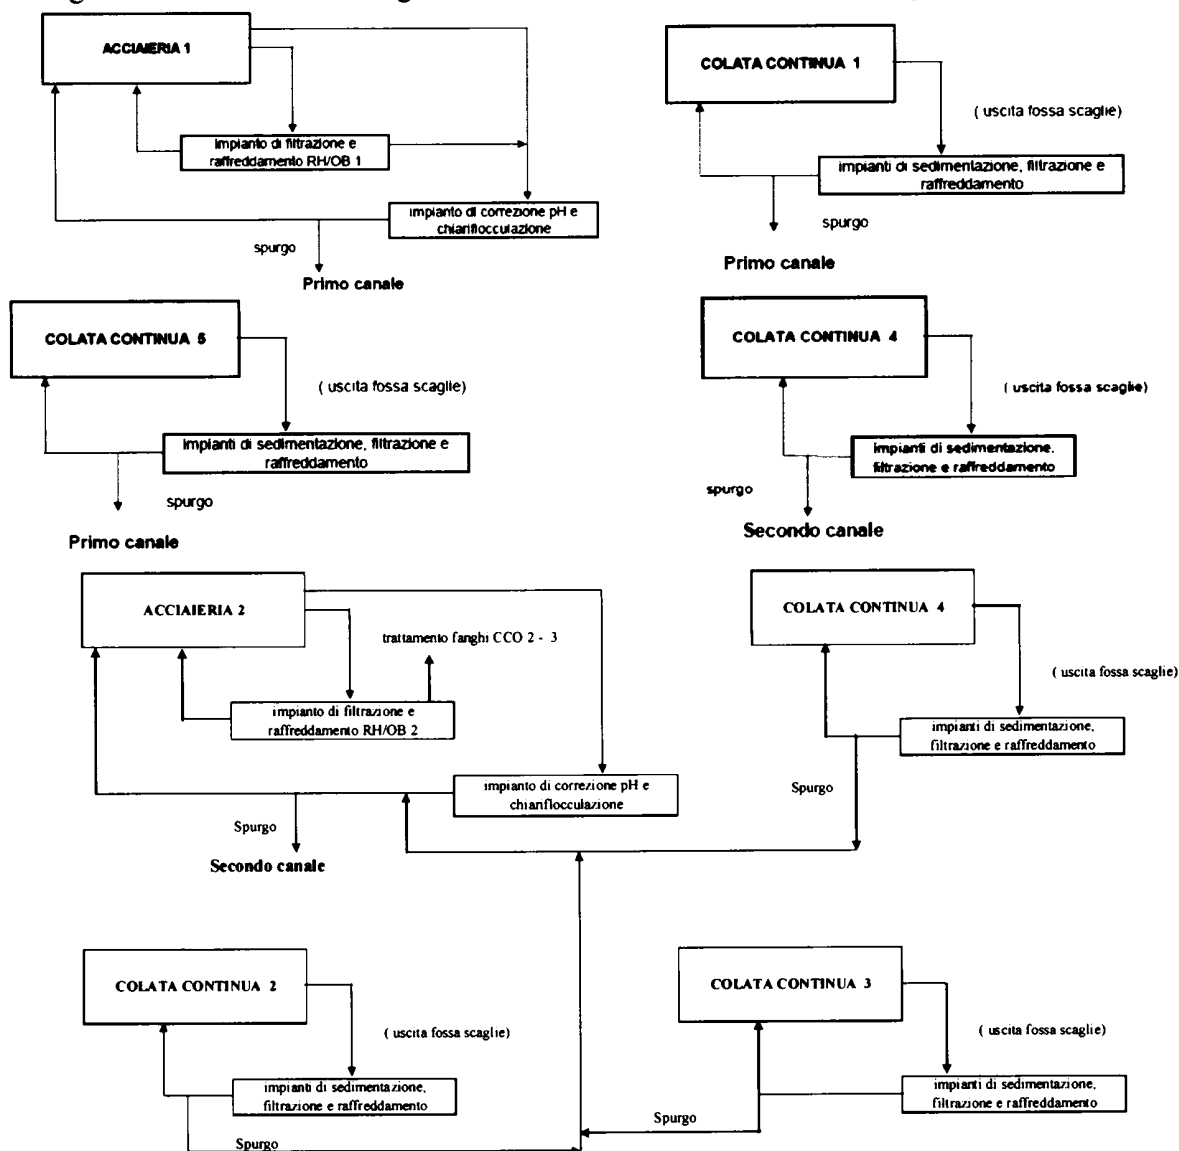 ACCIAIERIA 1
impianto di filtrazione e
raffreddamento RH/OB 1
impianto di correzione pH e
chiariflocculazione
spurgo
Primo canale
COLATA CONTINUA 1
( uscita fossa scaglie)
impianti di sedimentazione, filtrazione e
raffreddamento
spurgo
Primo canale
COLATA CONTINUA 5
( uscita fossa scaglie)
impianti di sedimentazione, filtrazione e
raffreddamento
spurgo
Primo canale
COLATA CONTINUA 4
( uscita fossa scaglie)
impianti di sedimentazione,
filtrazione e raffreddamento
spurgo
Secondo canale
ACCIAIERIA 2
trattamento fanghi CCO 2 - 3
impianto di filtrazione e
raffreddamento RH/OB 2
impianto di correzione pH e
chiariflocculazione
Spurgo
Secondo canale
COLATA CONTINUA 4
( uscita fossa scaglie)
impianti di sedimentazione,
filtrazione e raffreddamento
Spurgo
COLATA CONTINUA 2
( uscita fossa scaglie)
impianti di sedimentazione,
filtrazione e raffreddamento
Spurgo
COLATA CONTINUA 3
( uscita fossa scaglie)
impianti di sedimentazione,
filtrazione e raffreddamento
Spurgo